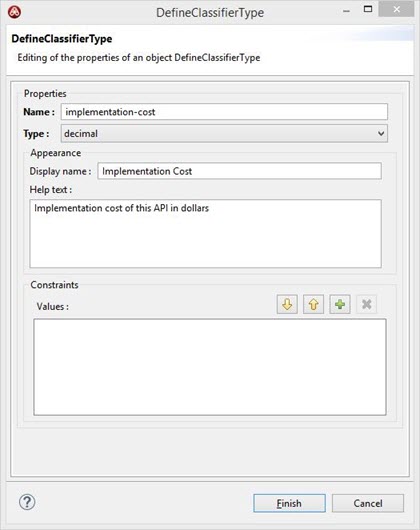 DefineClassifierType
DefineClassifierType
Editing of the properties of an object DefineClassifierType
Properties
Name : implementation-cost
Type : decimal
Appearance
Display name : Implementation Cost
Help text :
Implementation cost of this API in dollars
Constraints
Values :
Finish Cancel